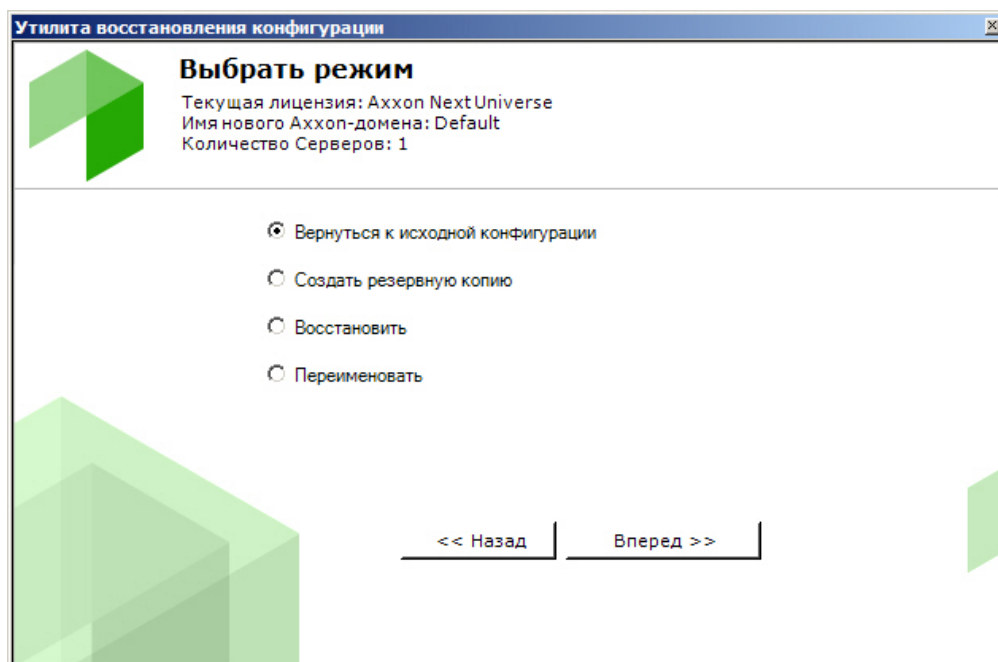 Утилита восстановления конфигурации
Выбрать режим
Текущая лицензия: Axxon Next Universe
Имя нового Axxon-домена: Default
Количество Серверов: 1
Вернуться к исходной конфигурации
Создать резервную копию
Восстановить
Переименовать
<< Назад
Вперед >>